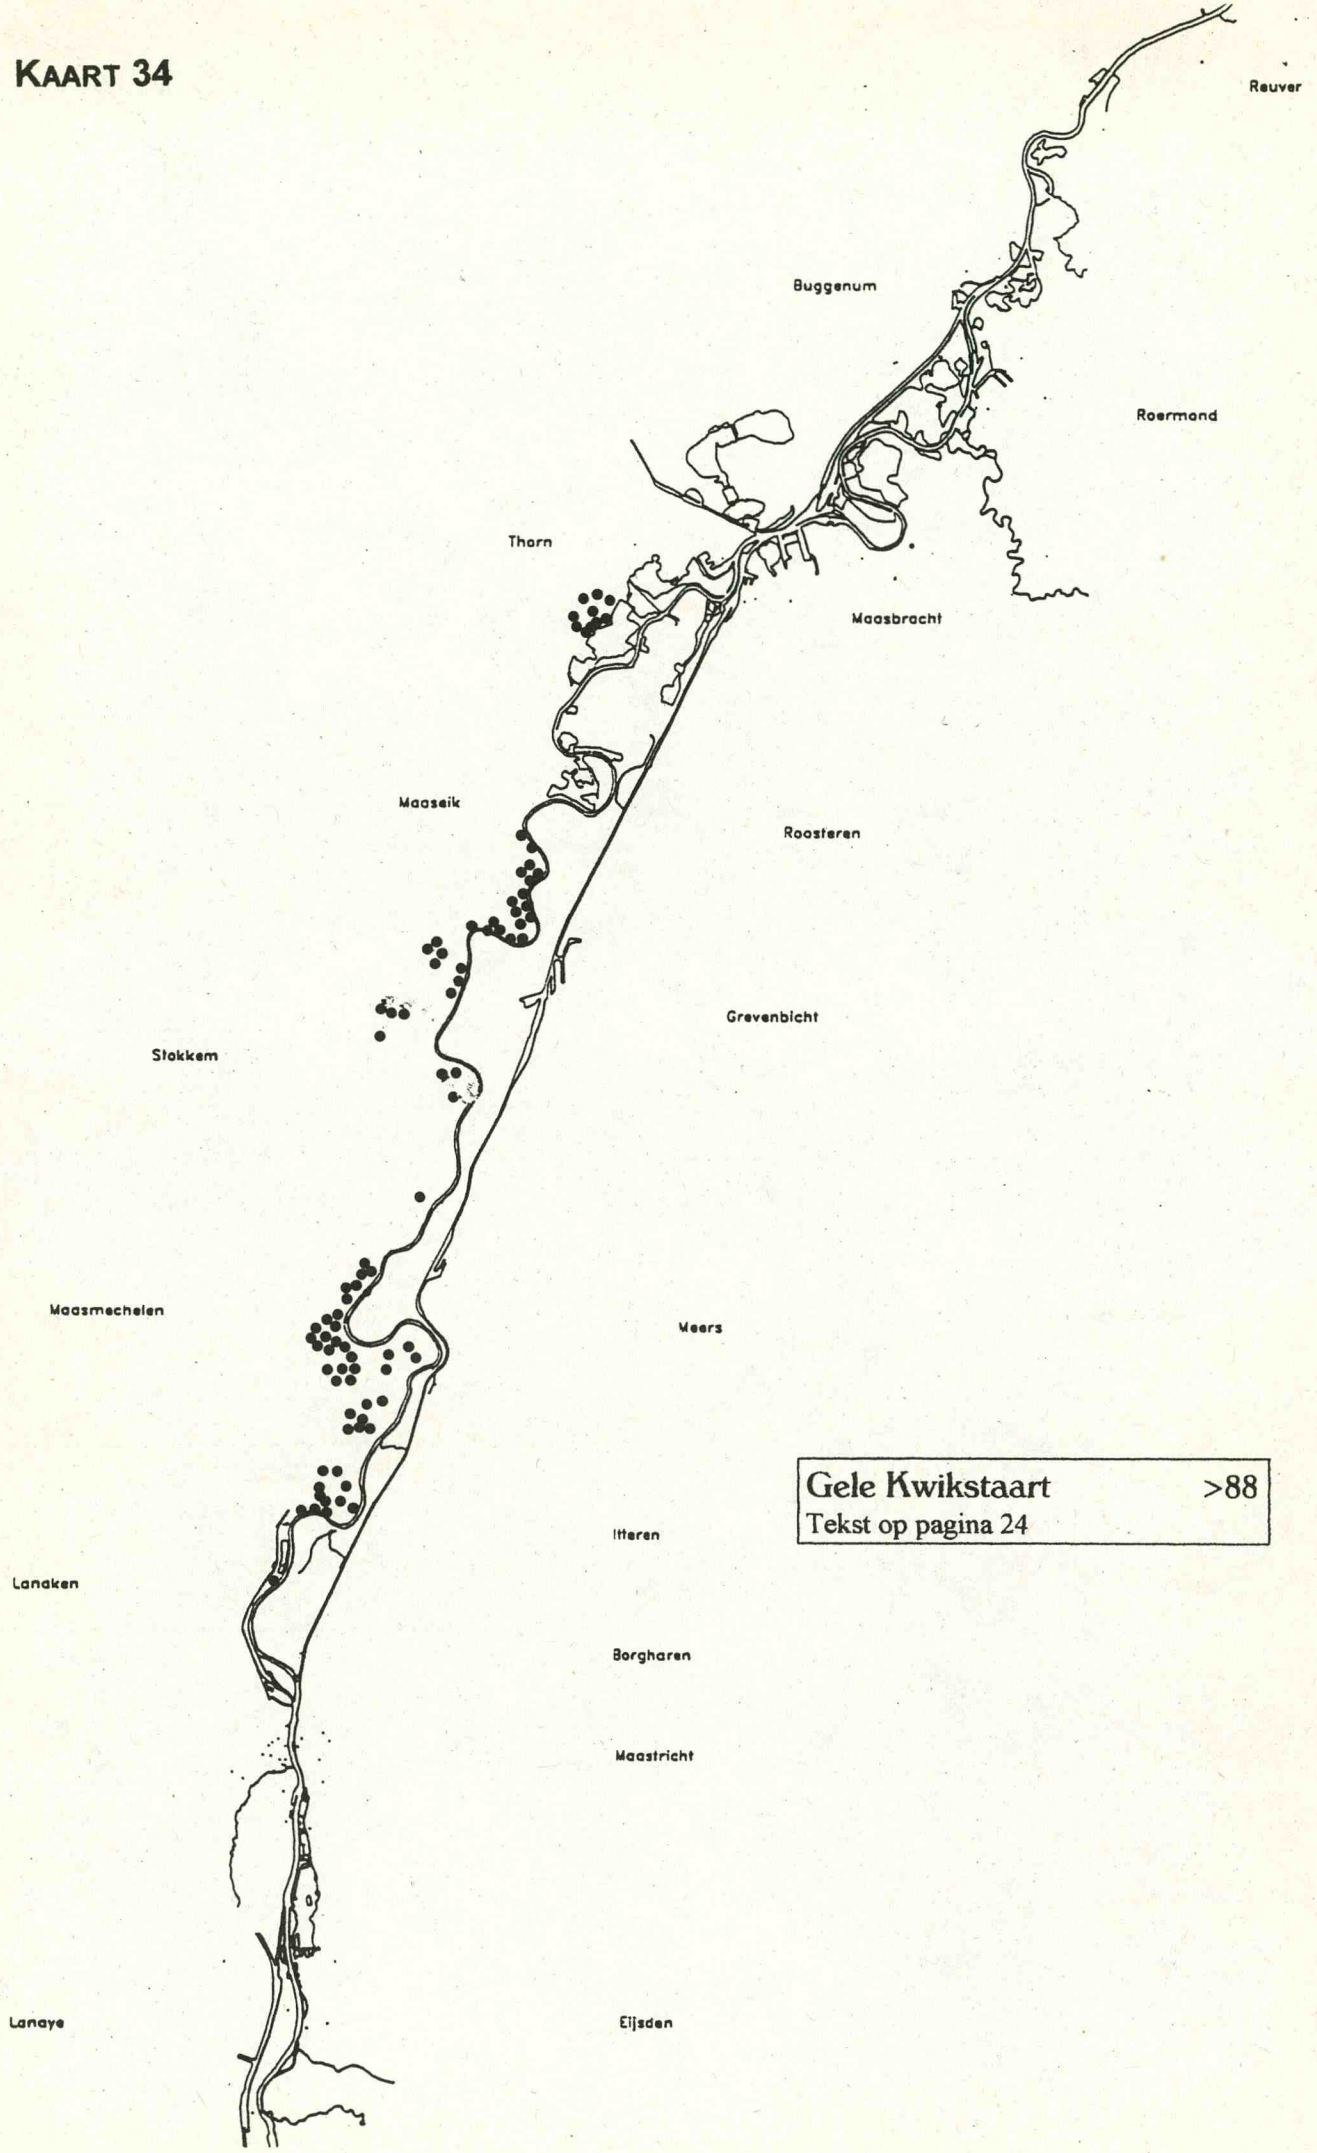 KAART 34
Reuver
Buggenum
Roermond
Thorn
Maasbracht
Maaseik
Roosteren
Grevenbicht
Stokkem
Maasmechelen
Meers
Gele Kwikstaart >88
Tekst op pagina 24
Itteren
Lanaken
Borgharen
Maastricht
Lanaye
Eijsden